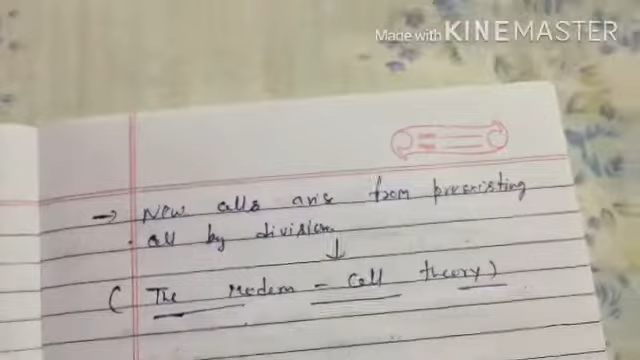 Made with KINEMASTER
→ New cells arise from preexisting
cell by division
↓
( The modern - cell theory )